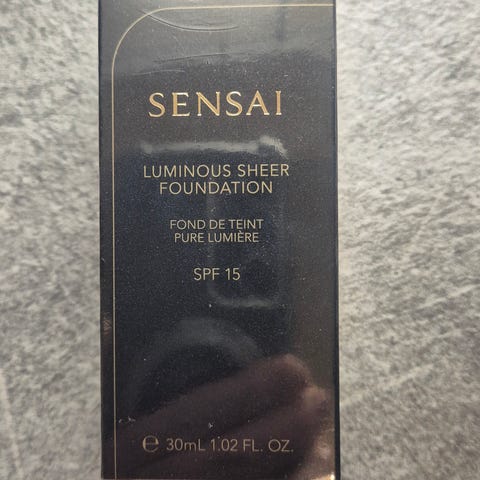 SENSAI
LUMINOUS SHEER
FOUNDATION
FOND DE TEINT
PURE LUMIÈRE
SPF 15
℮ 30mL 1.02 FL. OZ.